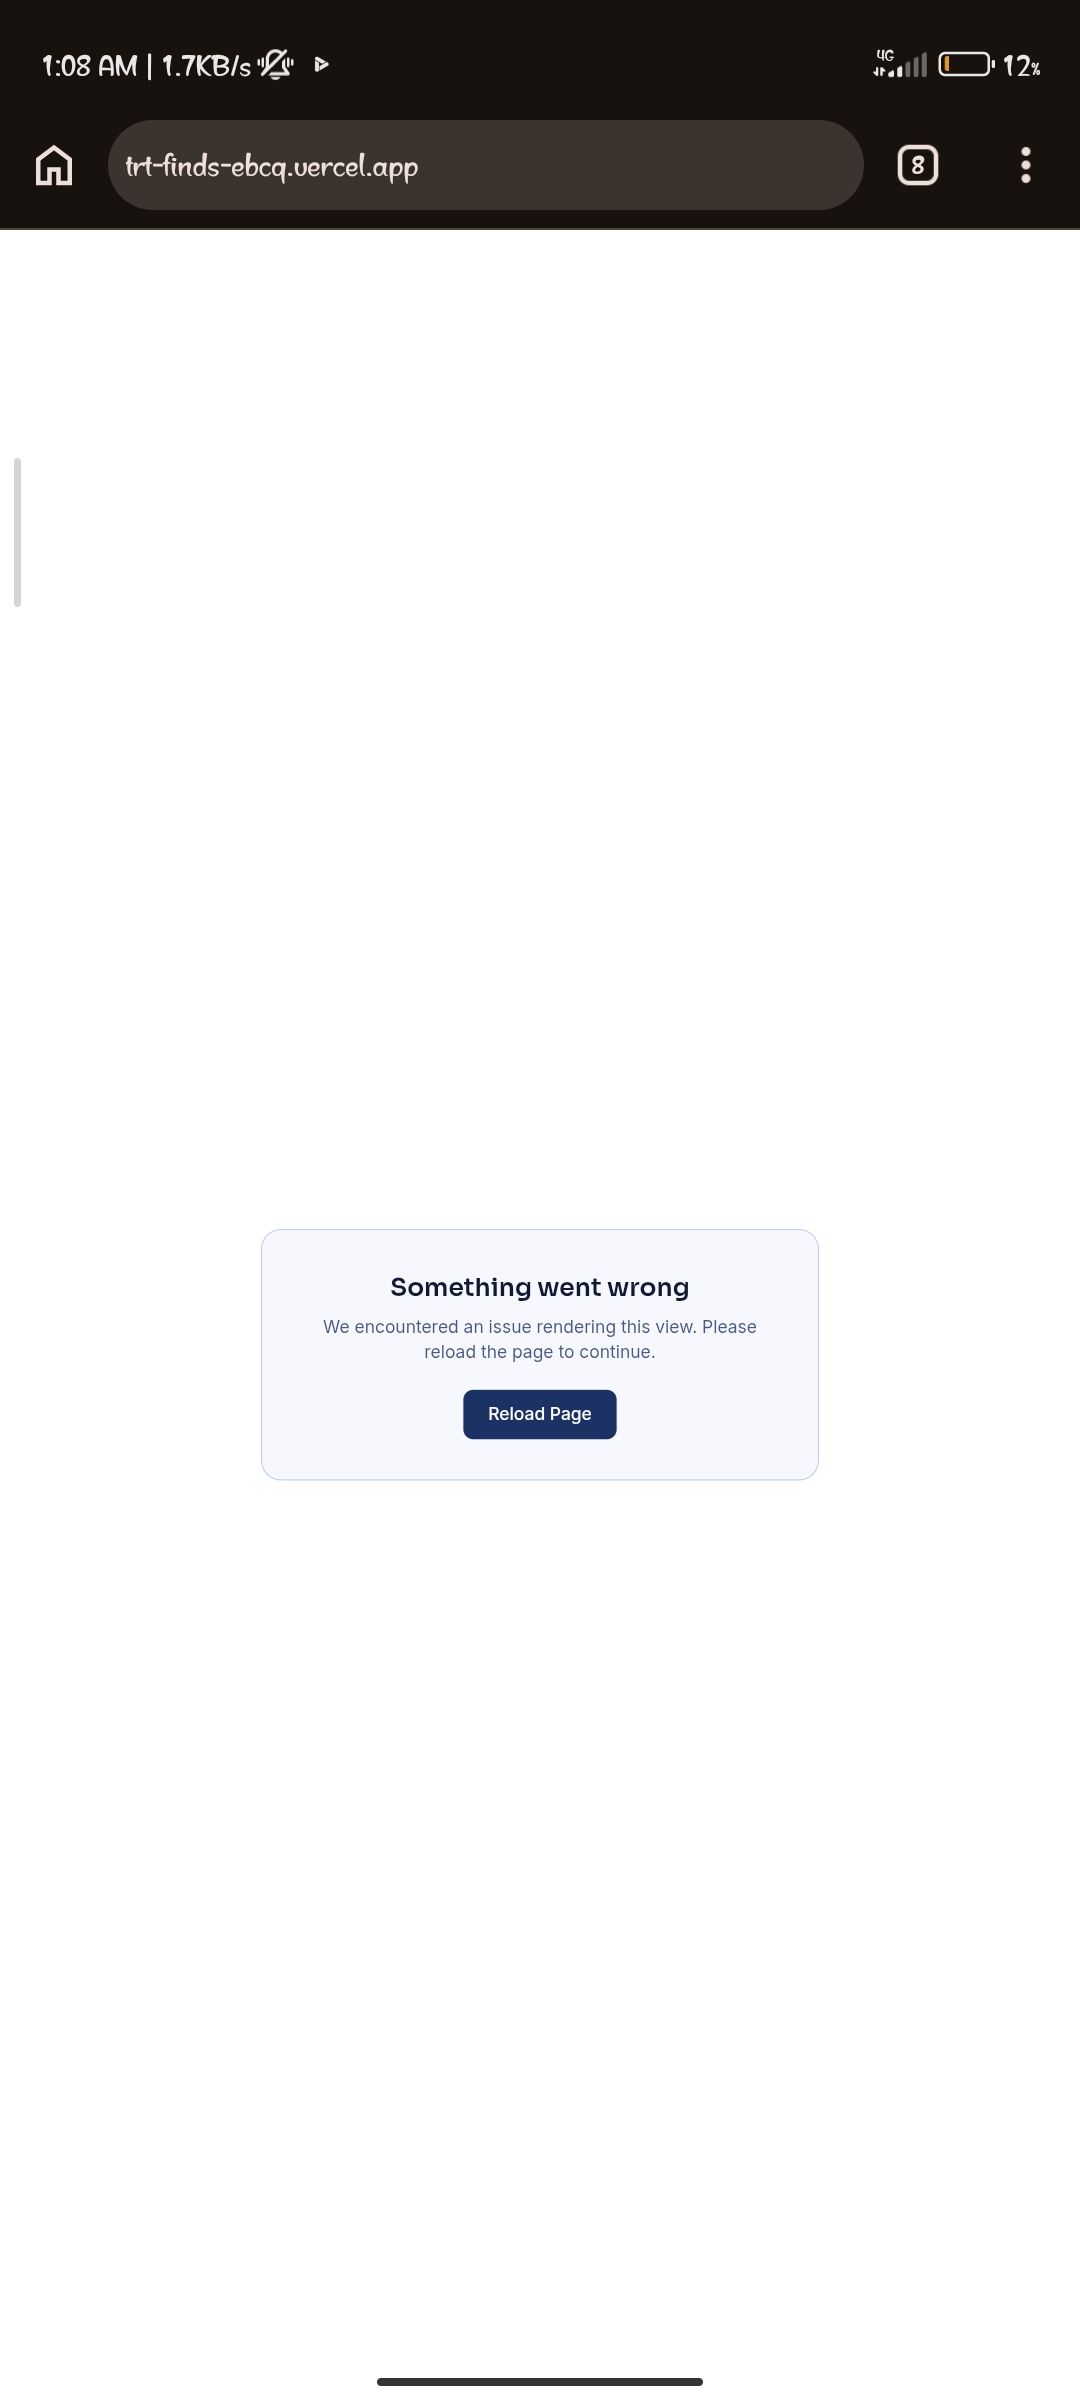 1:08 AM | 1.7KB/s
4G
12%
trt-finds-ebcq.vercel.app
8
Something went wrong
We encountered an issue rendering this view. Please
reload the page to continue.
Reload Page